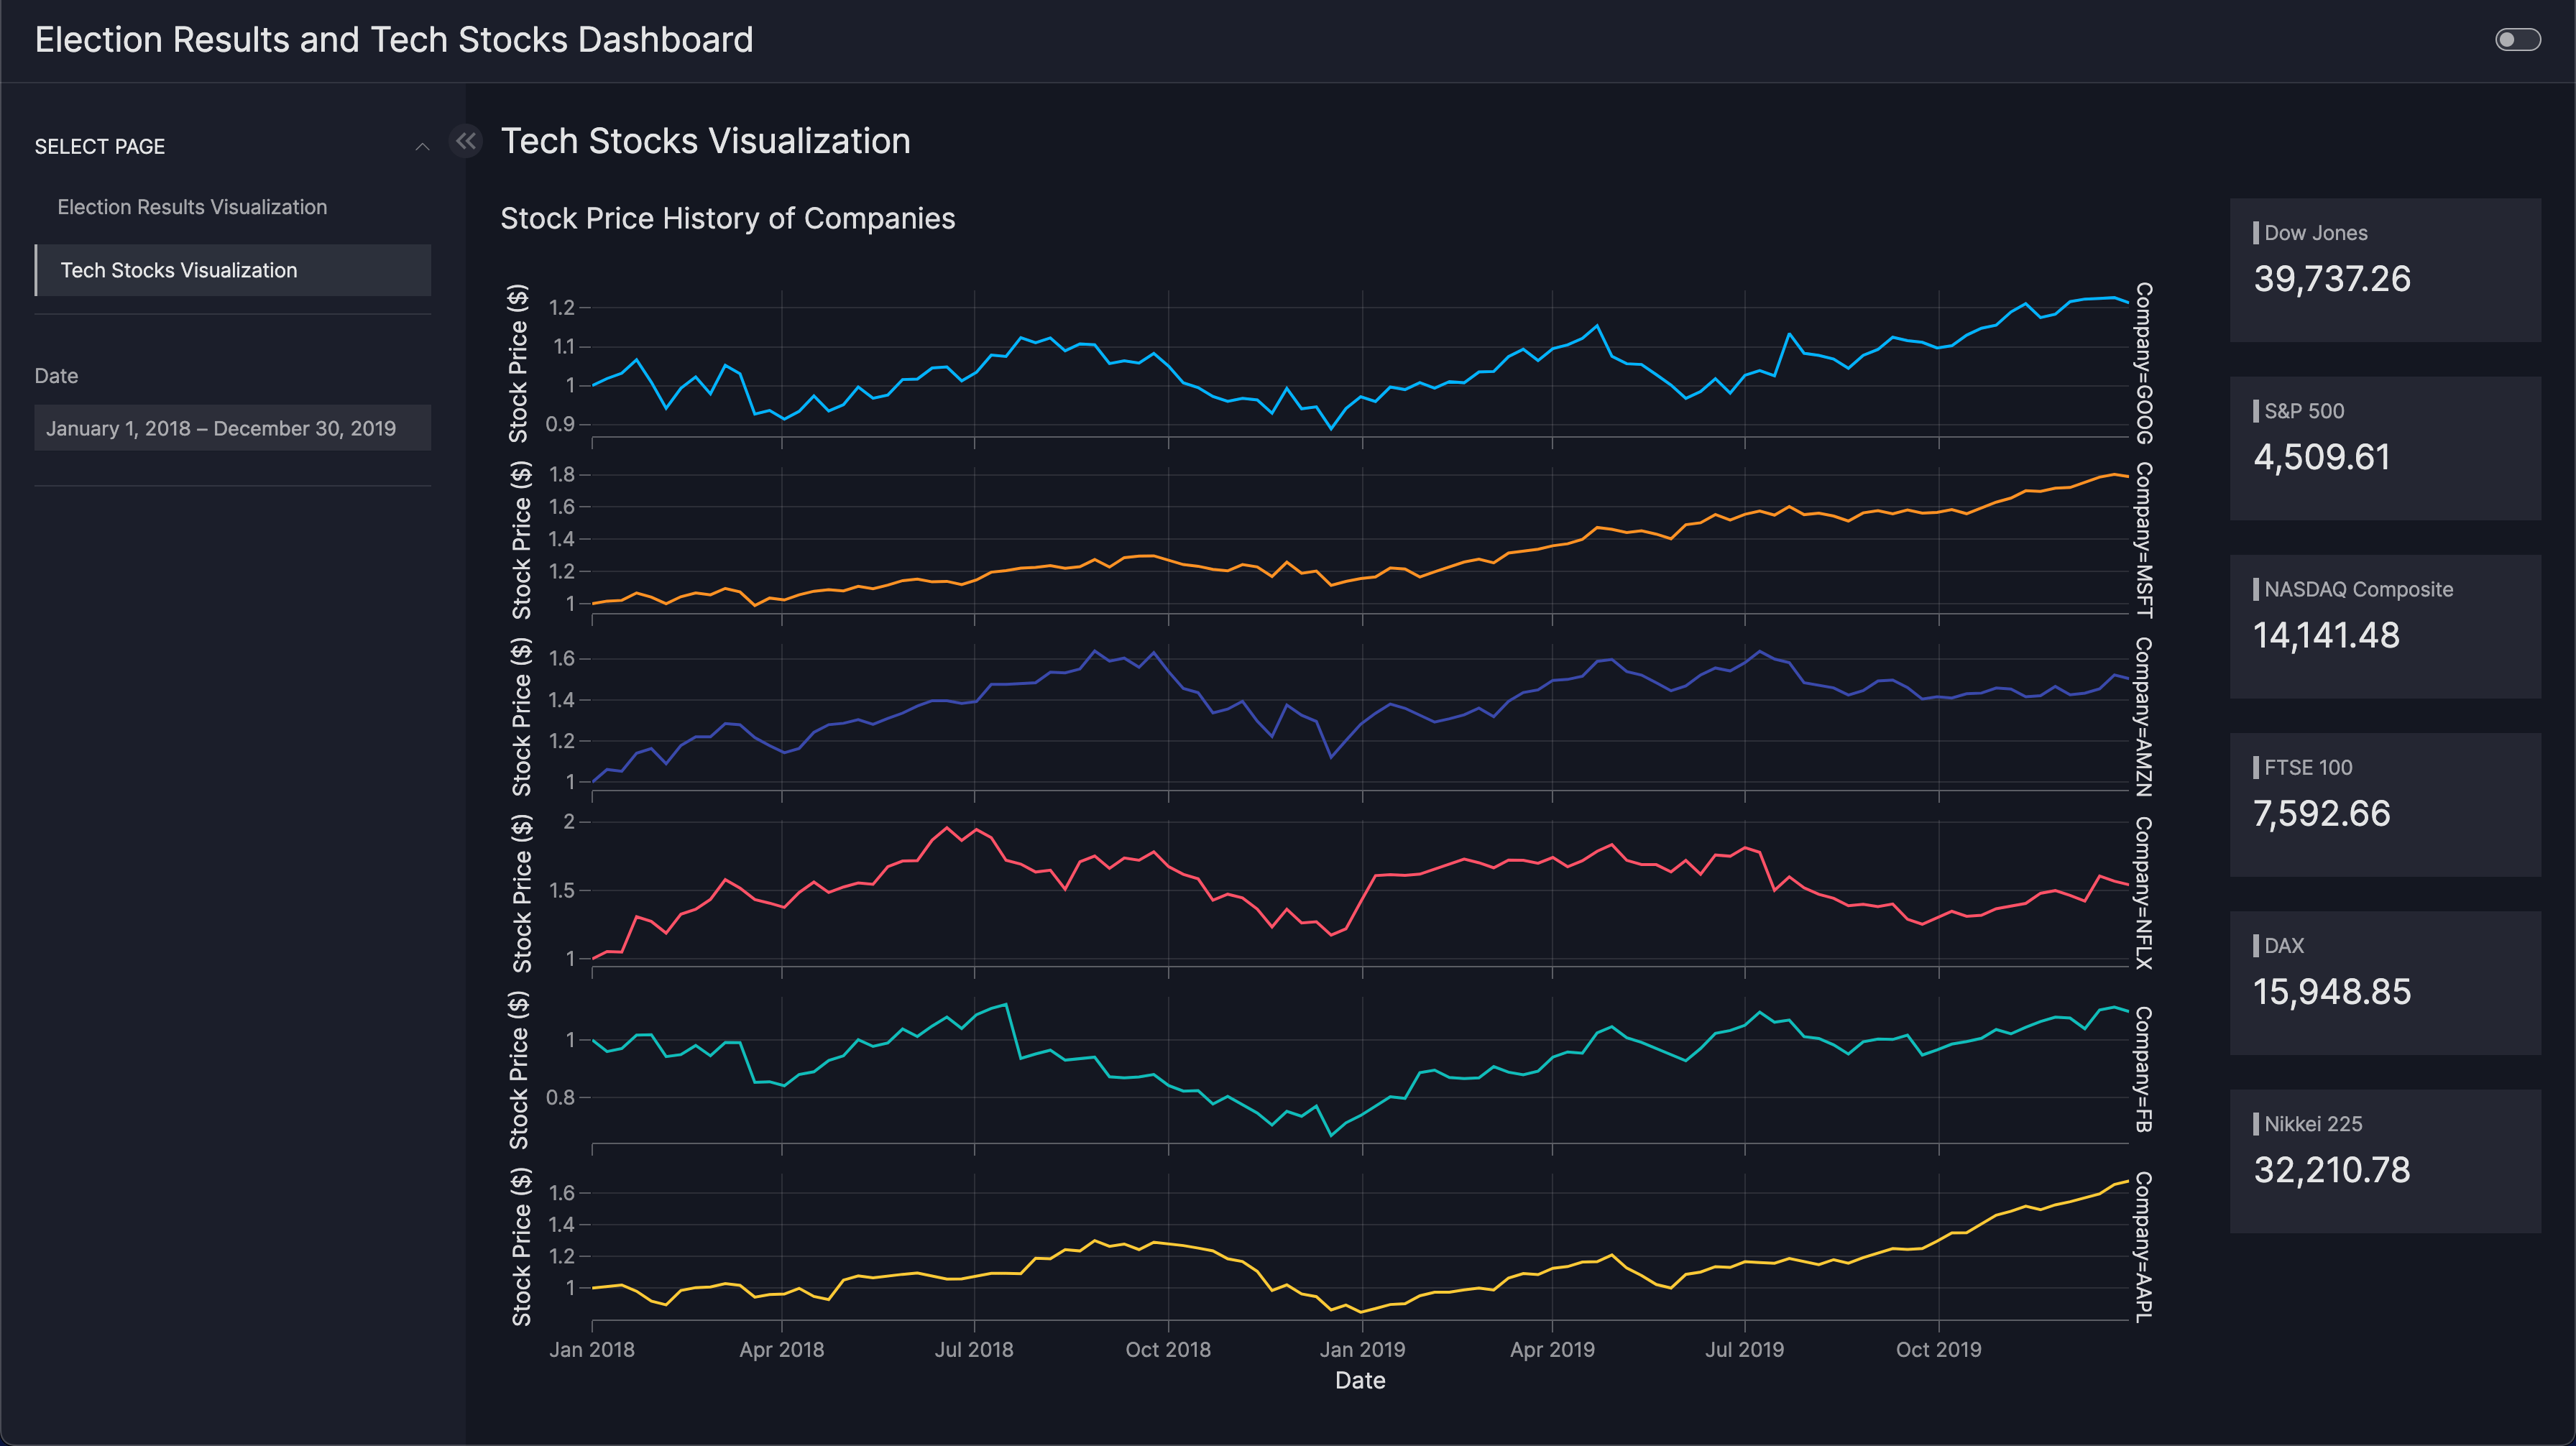 Election Results and Tech Stocks Dashboard
SELECT PAGE
Election Results Visualization
Tech Stocks Visualization
Date
January 1, 2018 – December 30, 2019
Tech Stocks Visualization
Stock Price History of Companies
Stock Price ($)
1.2
1.1
1
0.9
Company=GOOG
Stock Price ($)
1.8
1.6
1.4
1.2
1
Company=MSFT
Stock Price ($)
1.6
1.4
1.2
1
Company=AMZN
Stock Price ($)
2
1.5
1
Company=NFLX
Stock Price ($)
1
0.8
Company=FB
Stock Price ($)
1.6
1.4
1.2
1
Company=AAPL
Jan 2018 Apr 2018 Jul 2018 Oct 2018 Jan 2019 Apr 2019 Jul 2019 Oct 2019
Date
Dow Jones
39,737.26
S&P 500
4,509.61
NASDAQ Composite
14,141.48
FTSE 100
7,592.66
DAX
15,948.85
Nikkei 225
32,210.78